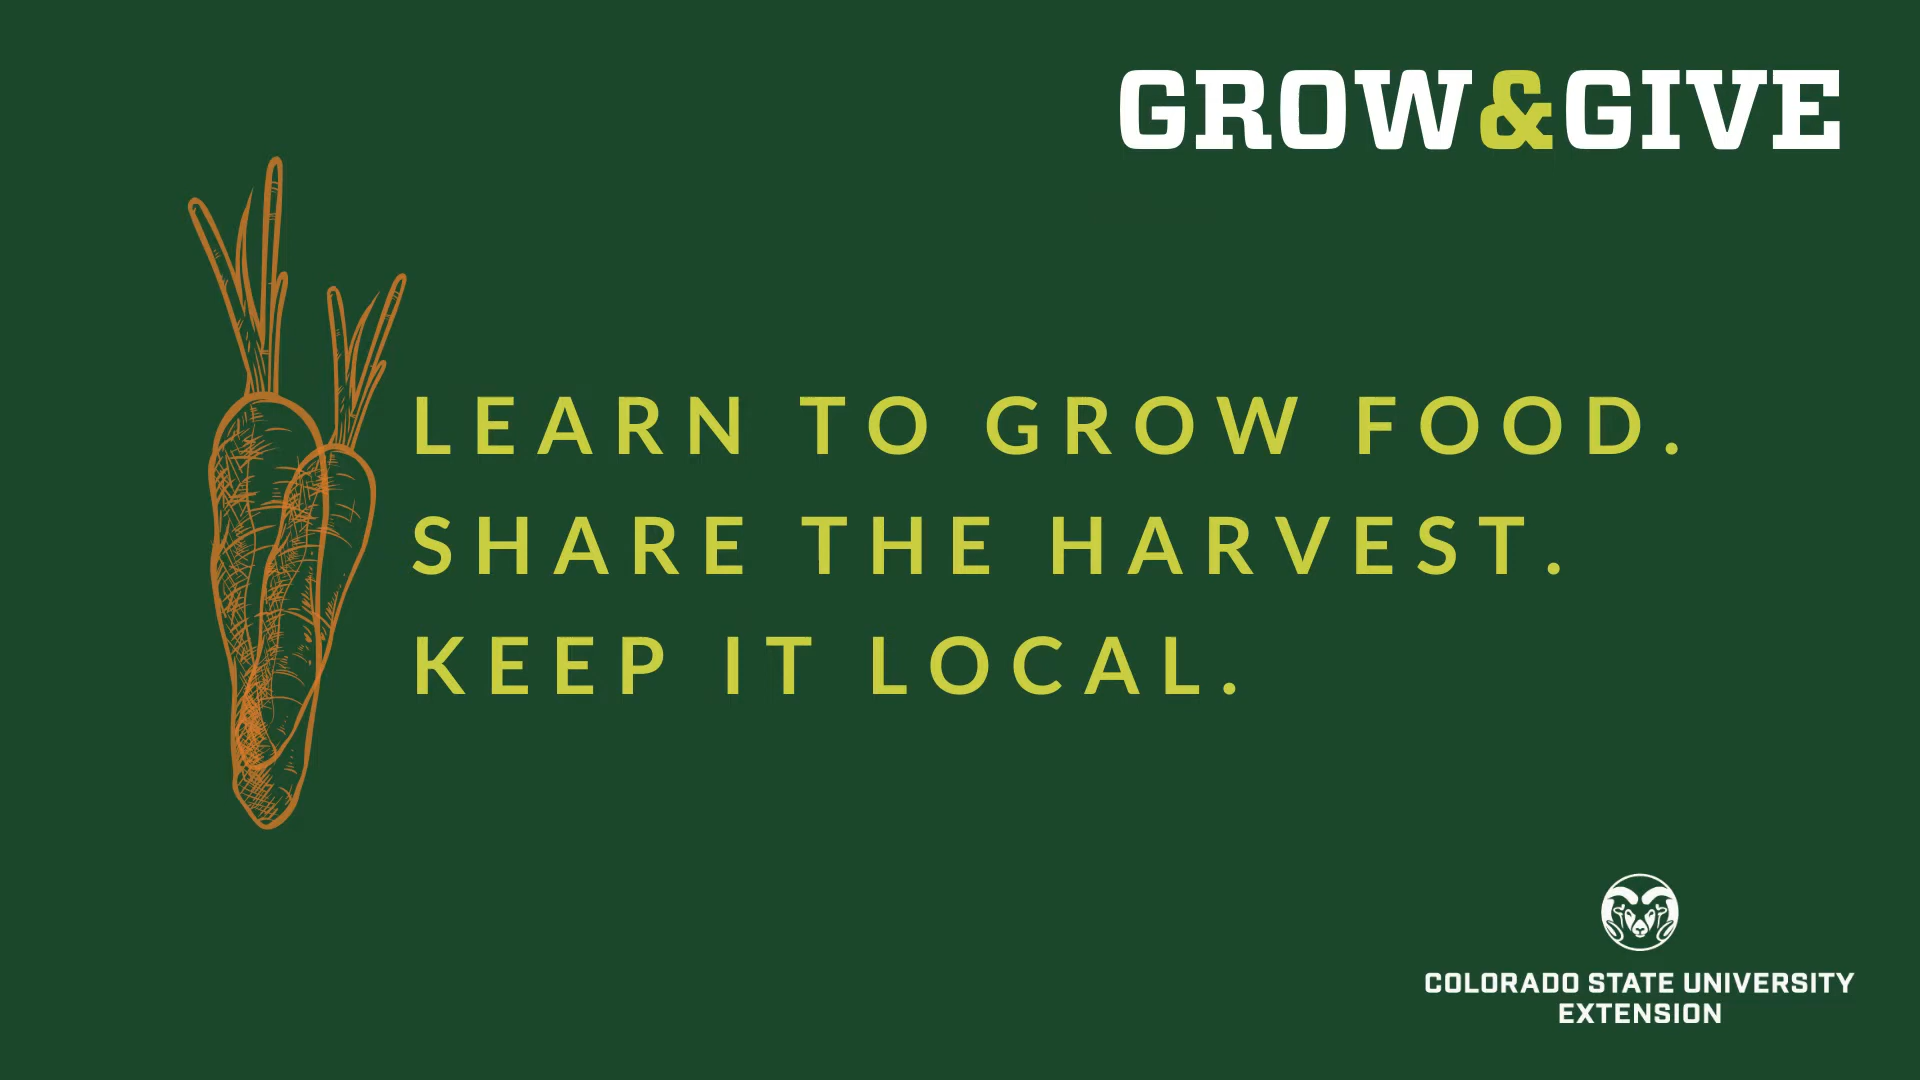 GROW&GIVE
LEARN TO GROW FOOD.
SHARE THE HARVEST.
KEEP IT LOCAL.
COLORADO STATE UNIVERSITY
EXTENSION